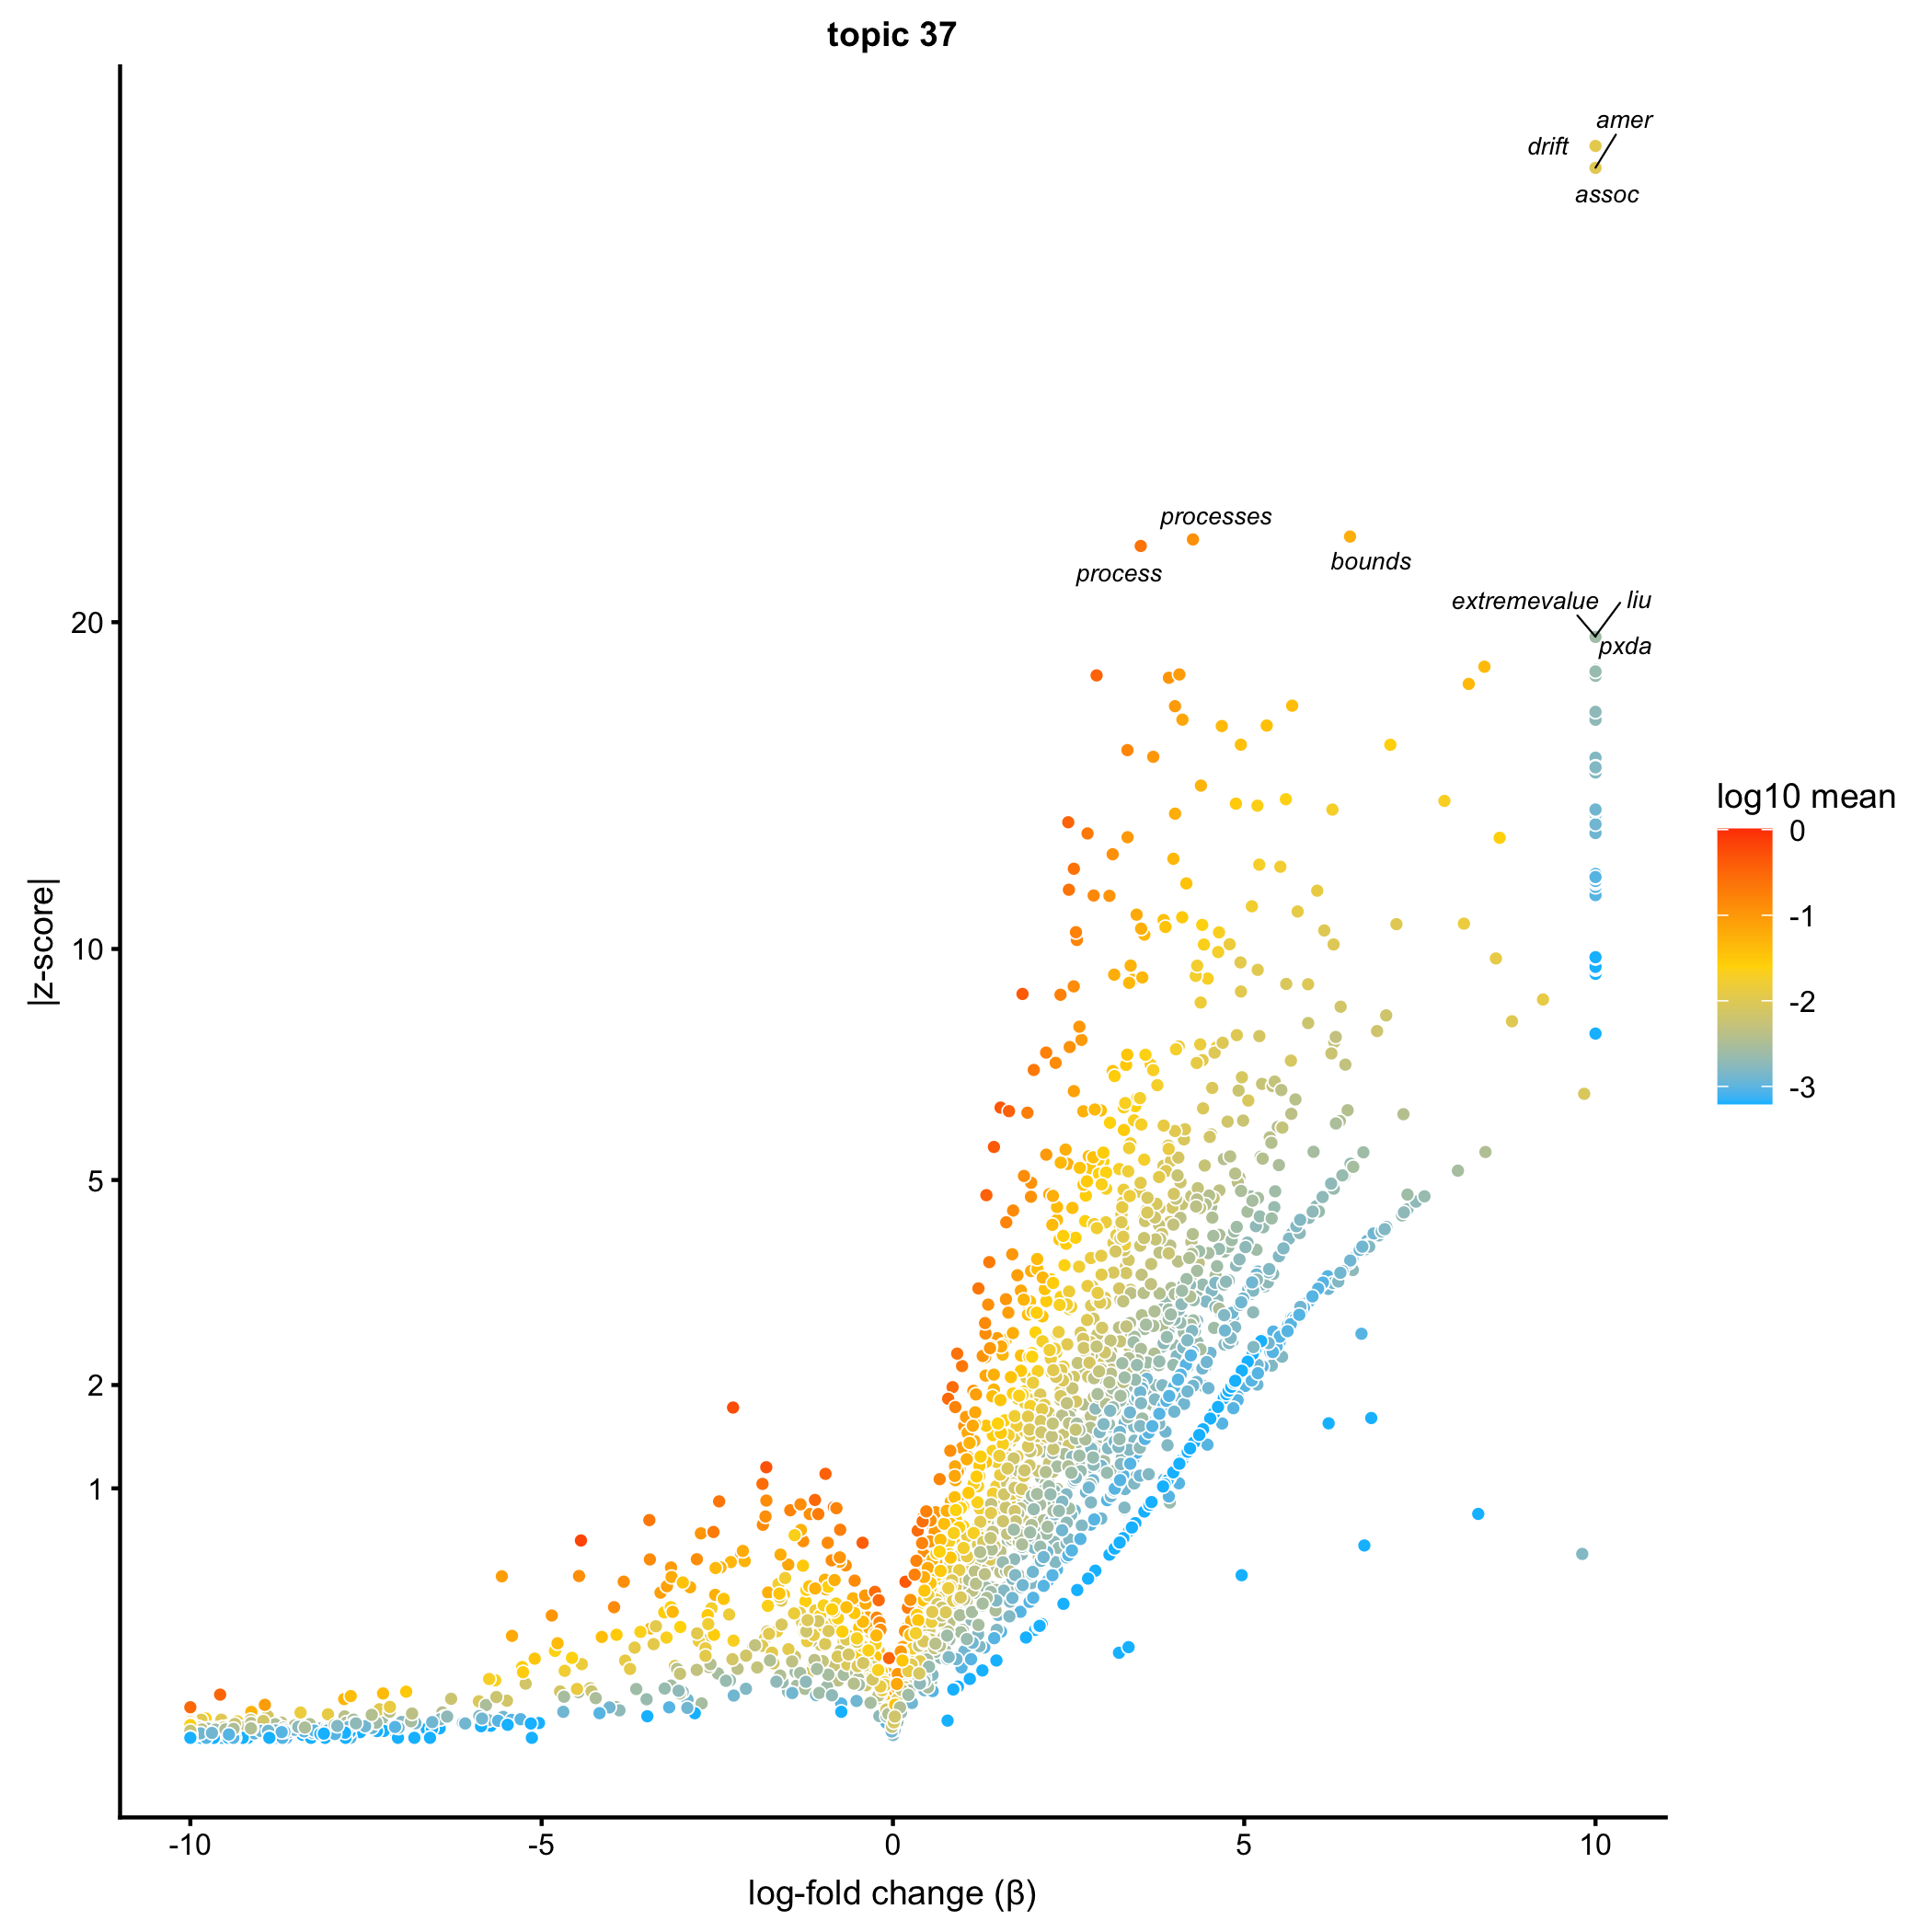 topic 37
amer
drift
assoc
processes
process
bounds
extremevalue
liu
pxda
20
10
5
2
1
|z-score|
-10
-5
0
5
10
log-fold change (β)
log10 mean
0
-1
-2
-3